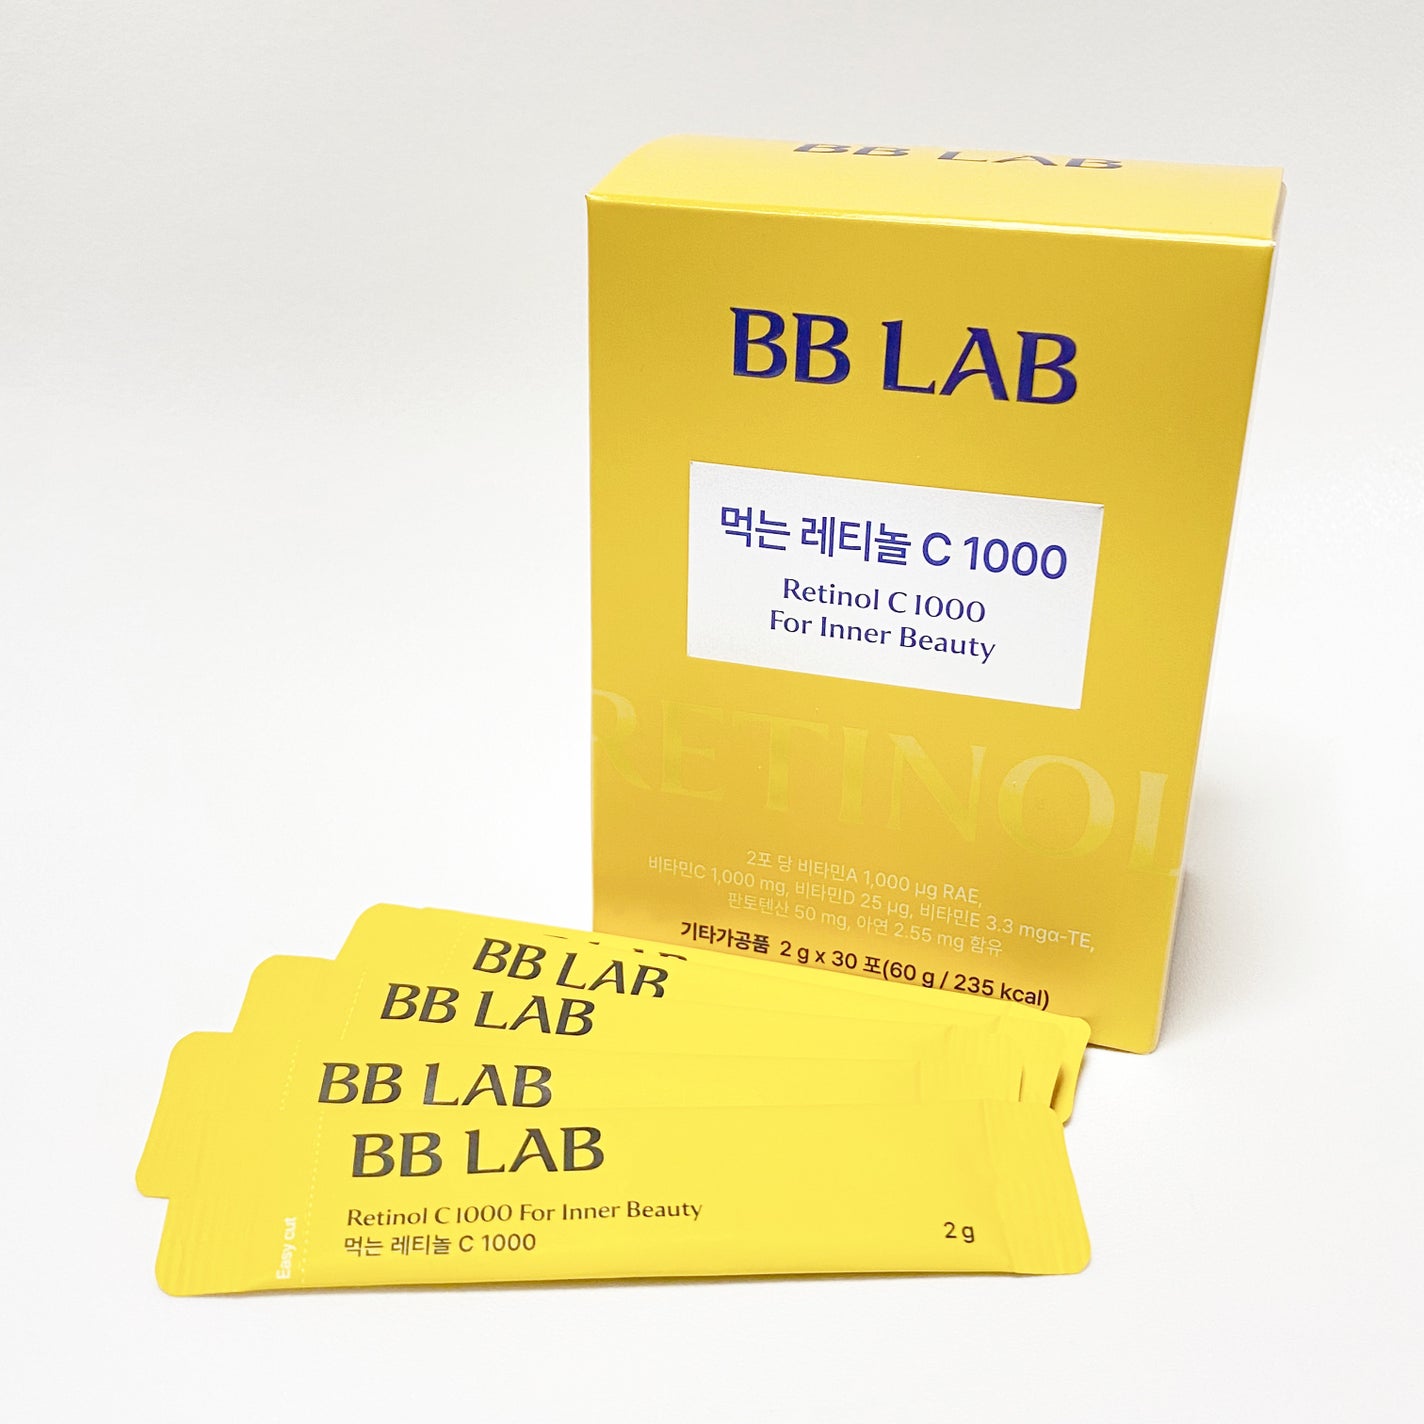 BB LAB
BB LAB
먹는 레티놀 C 1000
Retinol C 1000
For Inner Beauty
RETINOL
2포 당 비타민A 1,000 μg RAE,
비타민C 1,000 mg, 비타민D 25 μg, 비타민E 3.3 mgα-TE,
판토텐산 50 mg, 아연 2.55 mg 함유
기타가공품 2 g x 30 포(60 g / 235 kcal)
BB LAB
BB LAB
BB LAB
BB LAB
Retinol C 1000 For Inner Beauty
먹는 레티놀 C 1000
2 g
Easy cut